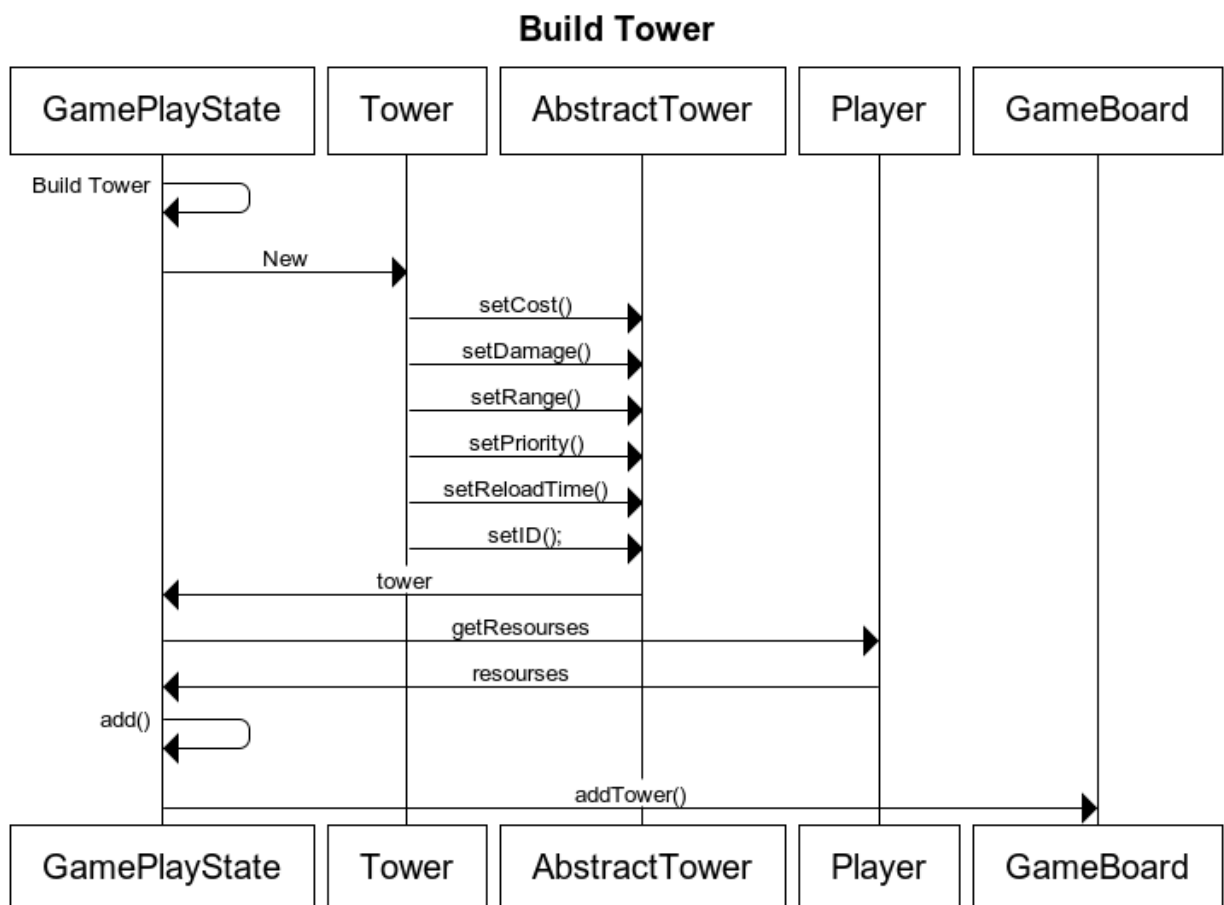 Build Tower
GamePlayState
Tower
AbstractTower
Player
GameBoard
Build Tower
New
setCost()
setDamage()
setRange()
setPriority()
setReloadTime()
setID();
tower
getResourses
resourses
add()
addTower()
GamePlayState
Tower
AbstractTower
Player
GameBoard